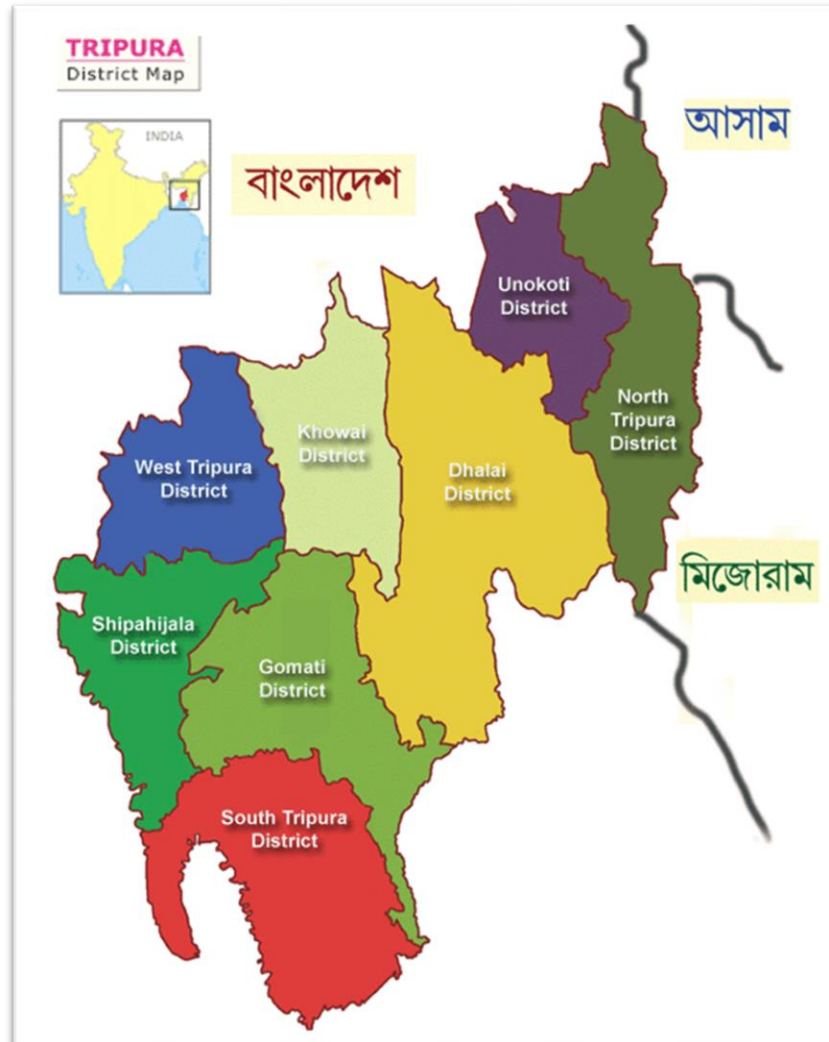 TRIPURA
District Map
INDIA
আসাম
বাংলাদেশ
Unokoti
District
North
Tripura
District
Khowai
District
West Tripura
District
Dhalai
District
মিজোরাম
Shipahijala
District
Gomati
District
South Tripura
District